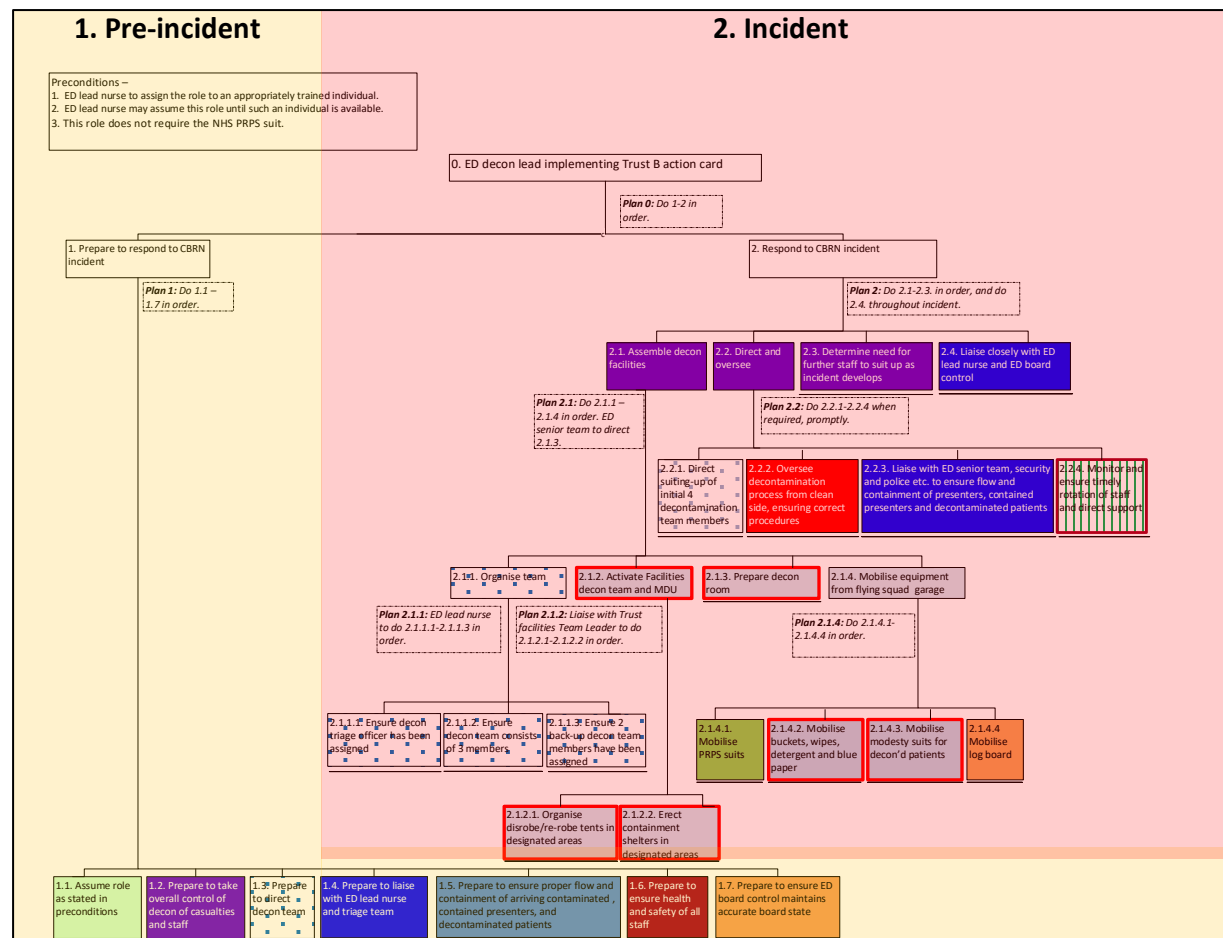 1. Pre-incident
2. Incident
Preconditions –
1. ED lead nurse to assign the role to an appropriately trained individual.
2. ED lead nurse may assume this role until such an individual is available.
3. This role does not require the NHS PRPS suit.
0. ED decon lead implementing Trust B action card
Plan 0: Do 1-2 in
order.
1. Prepare to respond to CBRN
incident
2. Respond to CBRN incident
Plan 1: Do 1.1 –
1.7 in order.
Plan 2: Do 2.1-2.3. in order, and do
2.4. throughout incident.
2.1. Assemble decon
facilities
2.2. Direct and
oversee
2.3. Determine need for
further staff to suit up as
incident develops
2.4. Liaise closely with ED
lead nurse and ED board
control
Plan 2.1: Do 2.1.1 –
2.1.4 in order. ED
senior team to direct
2.1.3.
Plan 2.2: Do 2.2.1-2.2.4 when
required, promptly.
2.2.1. Direct
suiting-up of
initial 4
decontamination
team members
2.2.2. Oversee
decontamination
process from clean
side, ensuring correct
procedures
2.2.3. Liaise with ED senior team, security
and police etc. to ensure flow and
containment of presenters, contained
presenters and decontaminated patients
2.2.4. Monitor and
ensure timely
rotation of staff
and direct support
2.1.1. Organise team
2.1.2. Activate Facilities
decon team and MDU
2.1.3. Prepare decon
room
2.1.4. Mobilise equipment
from flying squad garage
Plan 2.1.1: ED lead nurse
to do 2.1.1.1-2.1.1.3 in
order.
Plan 2.1.2: Liaise with Trust
facilities Team Leader to do
2.1.2.1-2.1.2.2 in order.
Plan 2.1.4: Do 2.1.4.1-
2.1.4.4 in order.
2.1.1.1. Ensure decon
triage officer has been
assigned
2.1.1.2. Ensure
decon team consists
of 3 members
2.1.1.3. Ensure 2
back-up decon team
members have been
assigned
2.1.4.1.
Mobilise
PRPS suits
2.1.4.2. Mobilise
buckets, wipes,
detergent and blue
paper
2.1.4.3. Mobilise
modesty suits for
decon'd patients
2.1.4.4
Mobilise
log board
2.1.2.1. Organise
disrobe/re-robe tents in
designated areas
2.1.2.2. Erect
containment
shelters in
designated areas
1.1. Assume role
as stated in
preconditions
1.2. Prepare to take
overall control of
decon of casualties
and staff
1.3. Prepare
to direct
decon team
1.4. Prepare to liaise
with ED lead nurse
and triage team
1.5. Prepare to ensure proper flow and
containment of arriving contaminated ,
contained presenters, and
decontaminated patients
1.6. Prepare to
ensure health
and safety of all
staff
1.7. Prepare to ensure ED
board control maintains
accurate board state